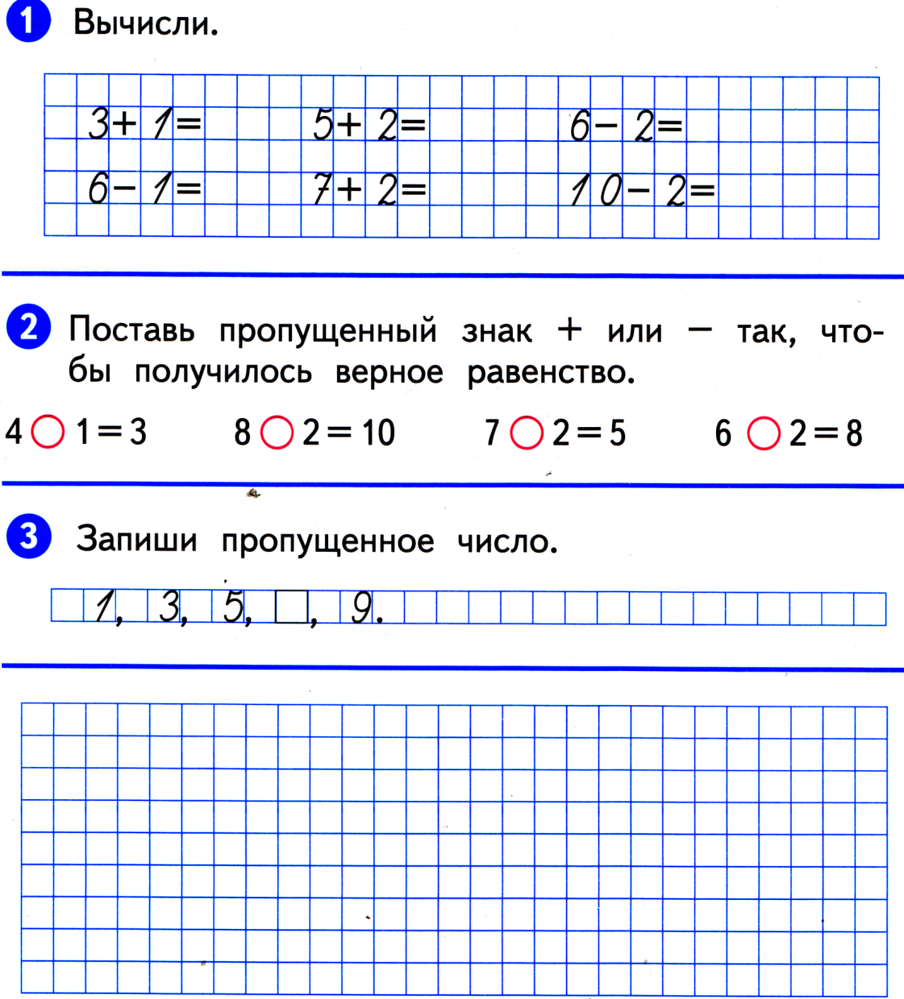 1 Вычисли.
3+ 1= 5+ 2= 6- 2=
6- 1= 7+ 2= 10- 2=
2 Поставь пропущенный знак + или − так, что-
бы получилось верное равенство.
4 1=3 8 2=10 7 2=5 6 2=8
3 Запиши пропущенное число.
1, 3, 5, , 9.